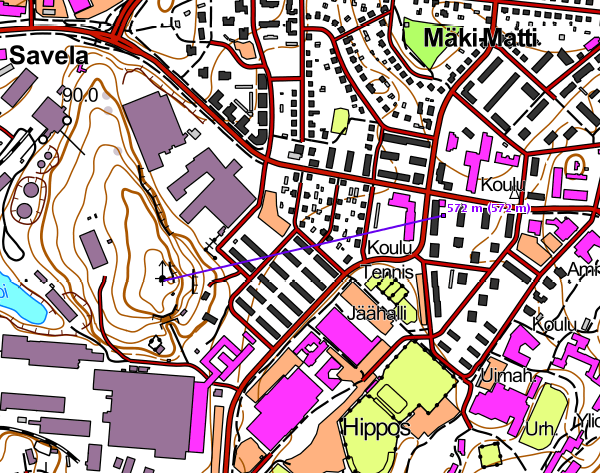 Mäki-Matti
Savela
90.0
Koulu
572 m (572 m)
Koulu
Tennis
Jäähalli
Koulu
Uimah.
Hippos
Urh.